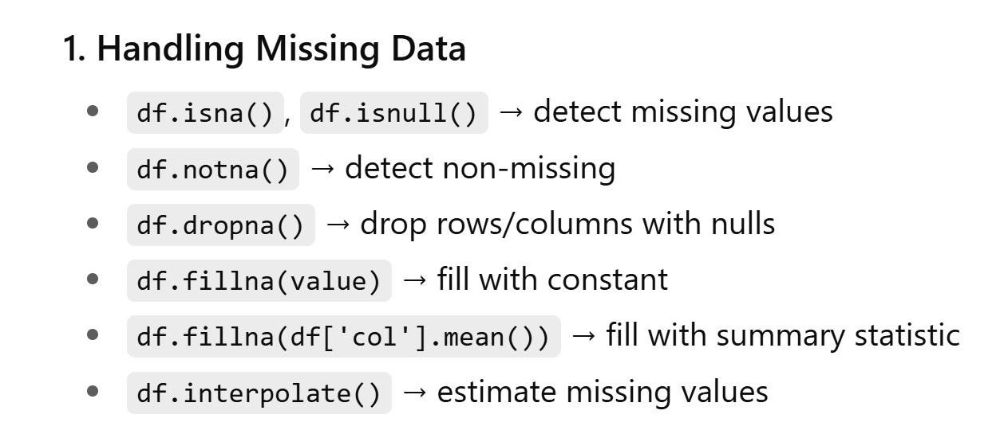 1. Handling Missing Data
• df.isna(), df.isnull() → detect missing values
• df.notna() → detect non-missing
• df.dropna() → drop rows/columns with nulls
• df.fillna(value) → fill with constant
• df.fillna(df['col'].mean()) → fill with summary statistic
• df.interpolate() → estimate missing values